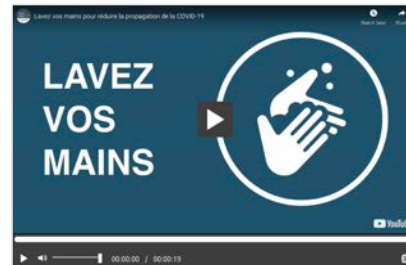 Lavez vos mains pour réduire la propagation de la COVID-19
LAVEZ
VOS
MAINS
YouTube
00:00:00 / 00:00:19